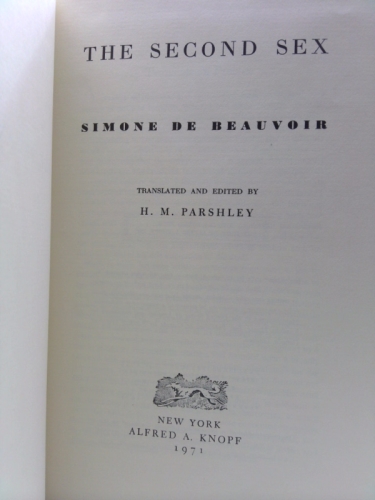 THE SECOND SEX
SIMONE DE BEAUVOIR
TRANSLATED AND EDITED BY
H. M. PARSHLEY
NEW YORK
ALFRED A. KNOPF
1971